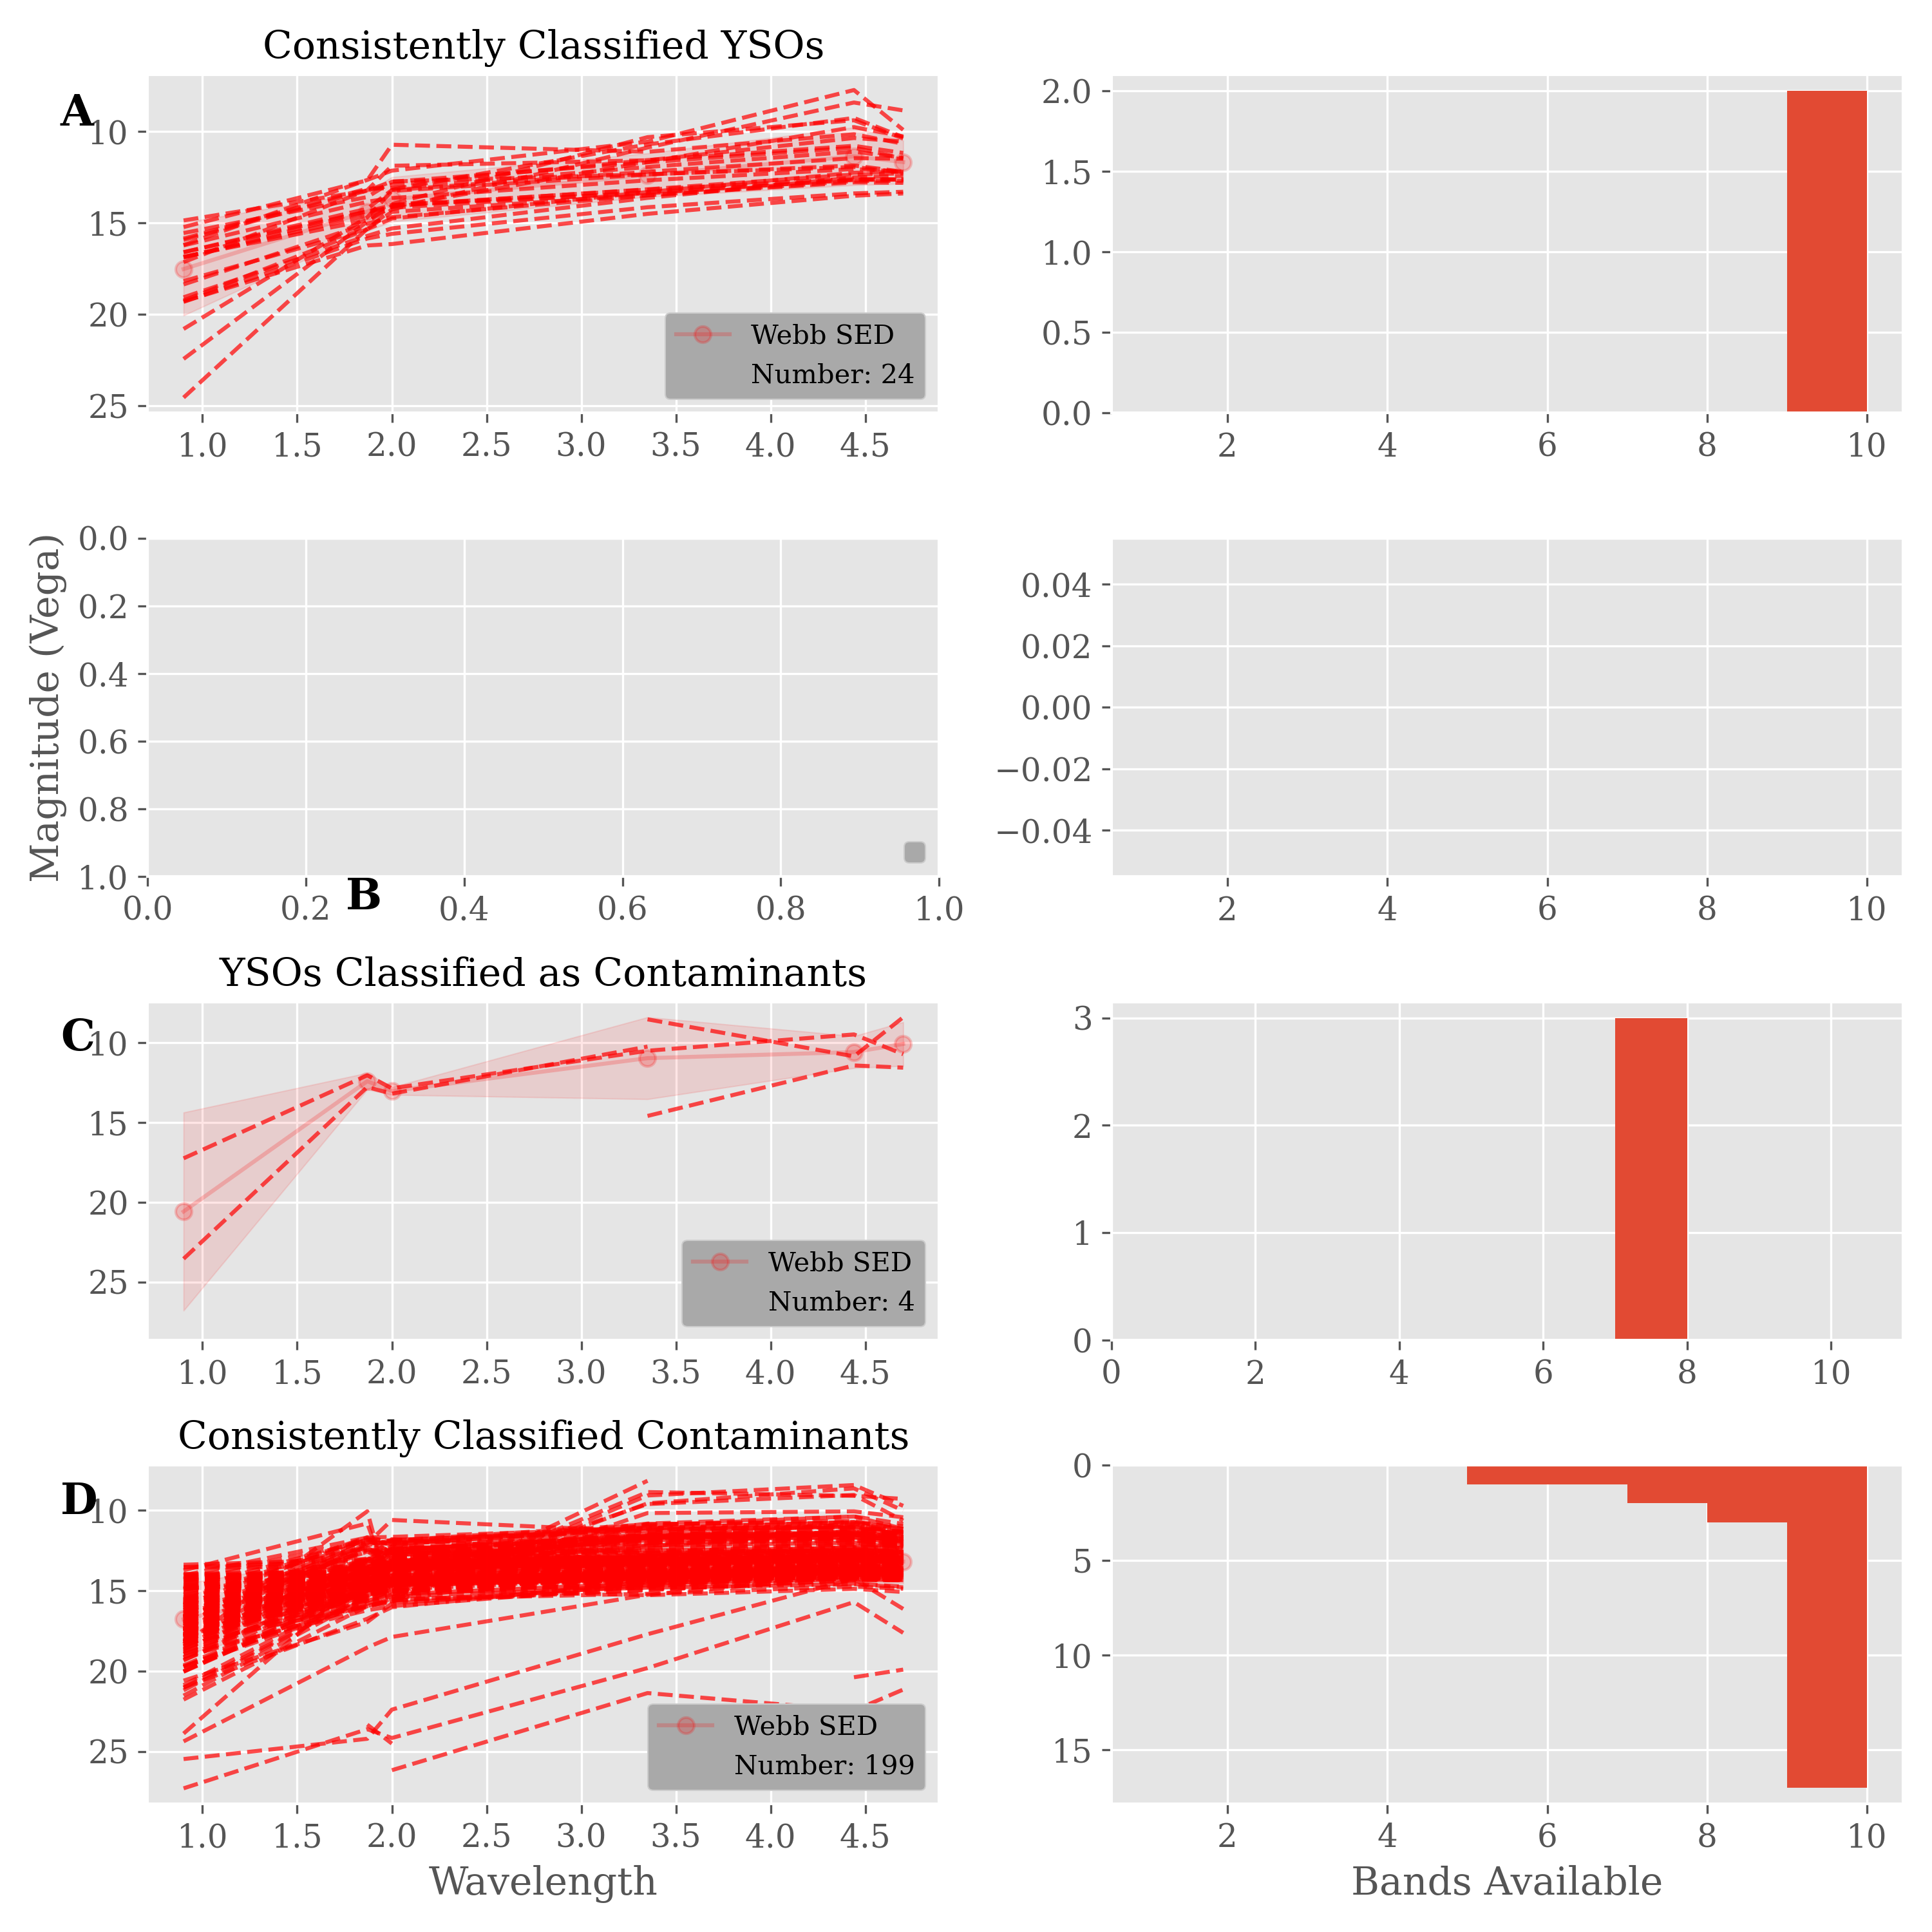 Consistently Classified YSOs
A
10
15
20
25
1.0 1.5 2.0 2.5 3.0 3.5 4.0 4.5
Webb SED
Number: 24
2.0
1.5
1.0
0.5
0.0
2 4 6 8 10
Magnitude (Vega)
0.0
0.2
0.4
0.6
0.8
1.0
0.0 0.2 0.4 0.6 0.8 1.0
B
0.04
0.02
0.00
−0.02
−0.04
2 4 6 8 10
YSOs Classified as Contaminants
C
10
15
20
25
1.0 1.5 2.0 2.5 3.0 3.5 4.0 4.5
Webb SED
Number: 4
3
2
1
0
0 2 4 6 8 10
Consistently Classified Contaminants
D
10
15
20
25
1.0 1.5 2.0 2.5 3.0 3.5 4.0 4.5
Webb SED
Number: 199
Wavelength
0
5
10
15
2 4 6 8 10
Bands Available